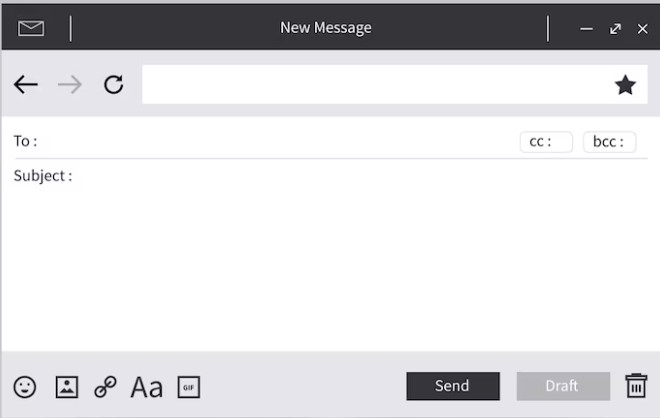 New Message
To :
cc :
bcc :
Subject :
Aa
GIF
Send
Draft